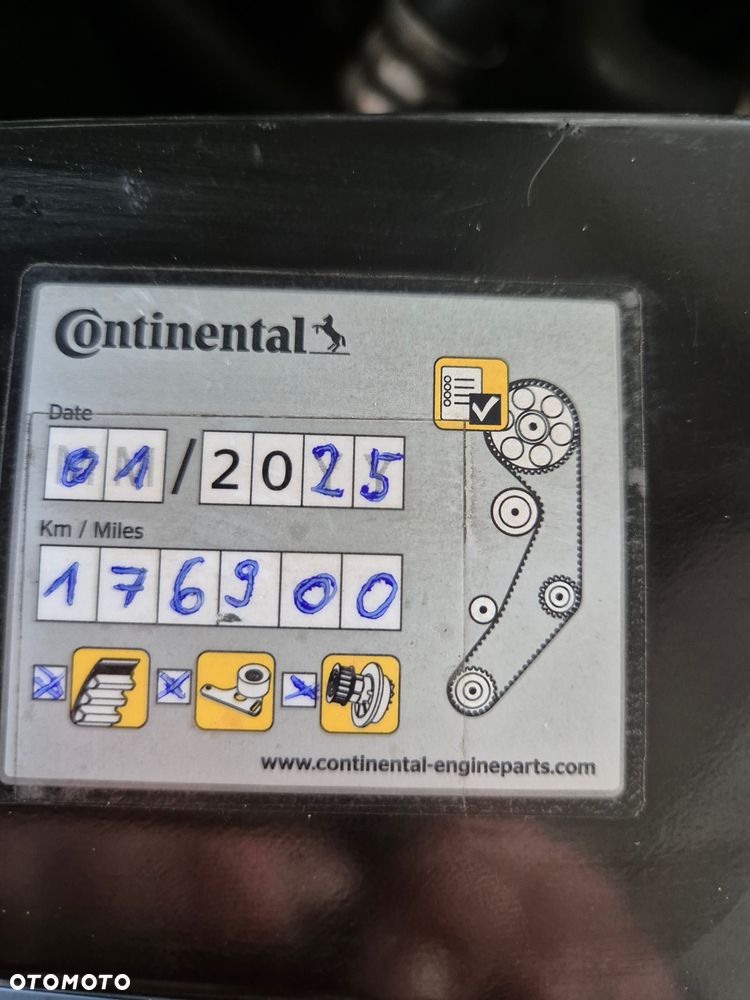 Continental
Date
01/2025
Km / Miles
176900
www.continental-engineparts.com
OTOMOTO